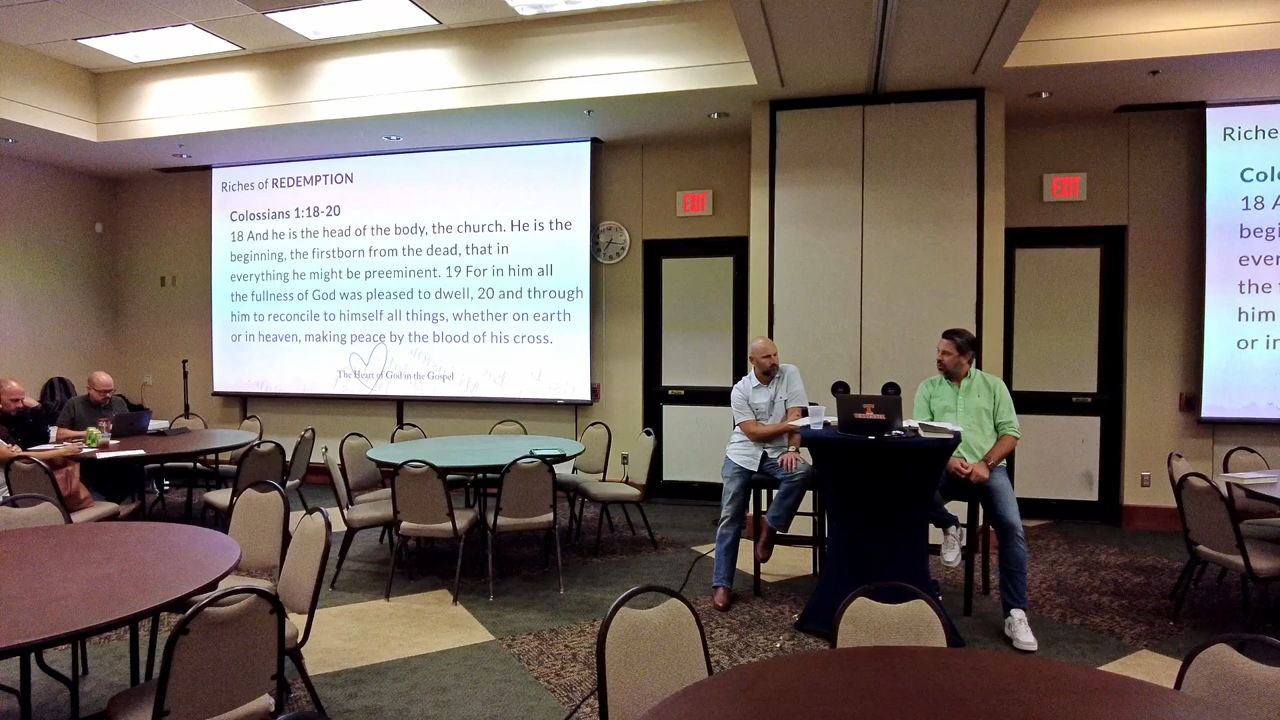 Riches of REDEMPTION
Colossians 1:18-20
18 And he is the head of the body, the church. He is the
beginning, the firstborn from the dead, that in
everything he might be preeminent. 19 For in him all
the fullness of God was pleased to dwell, 20 and through
him to reconcile to himself all things, whether on earth
or in heaven, making peace by the blood of his cross.
The Heart of God in the Gospel
EXIT
EXIT
Riche
Colo
18 A
begi
ever
the
him
or in
T